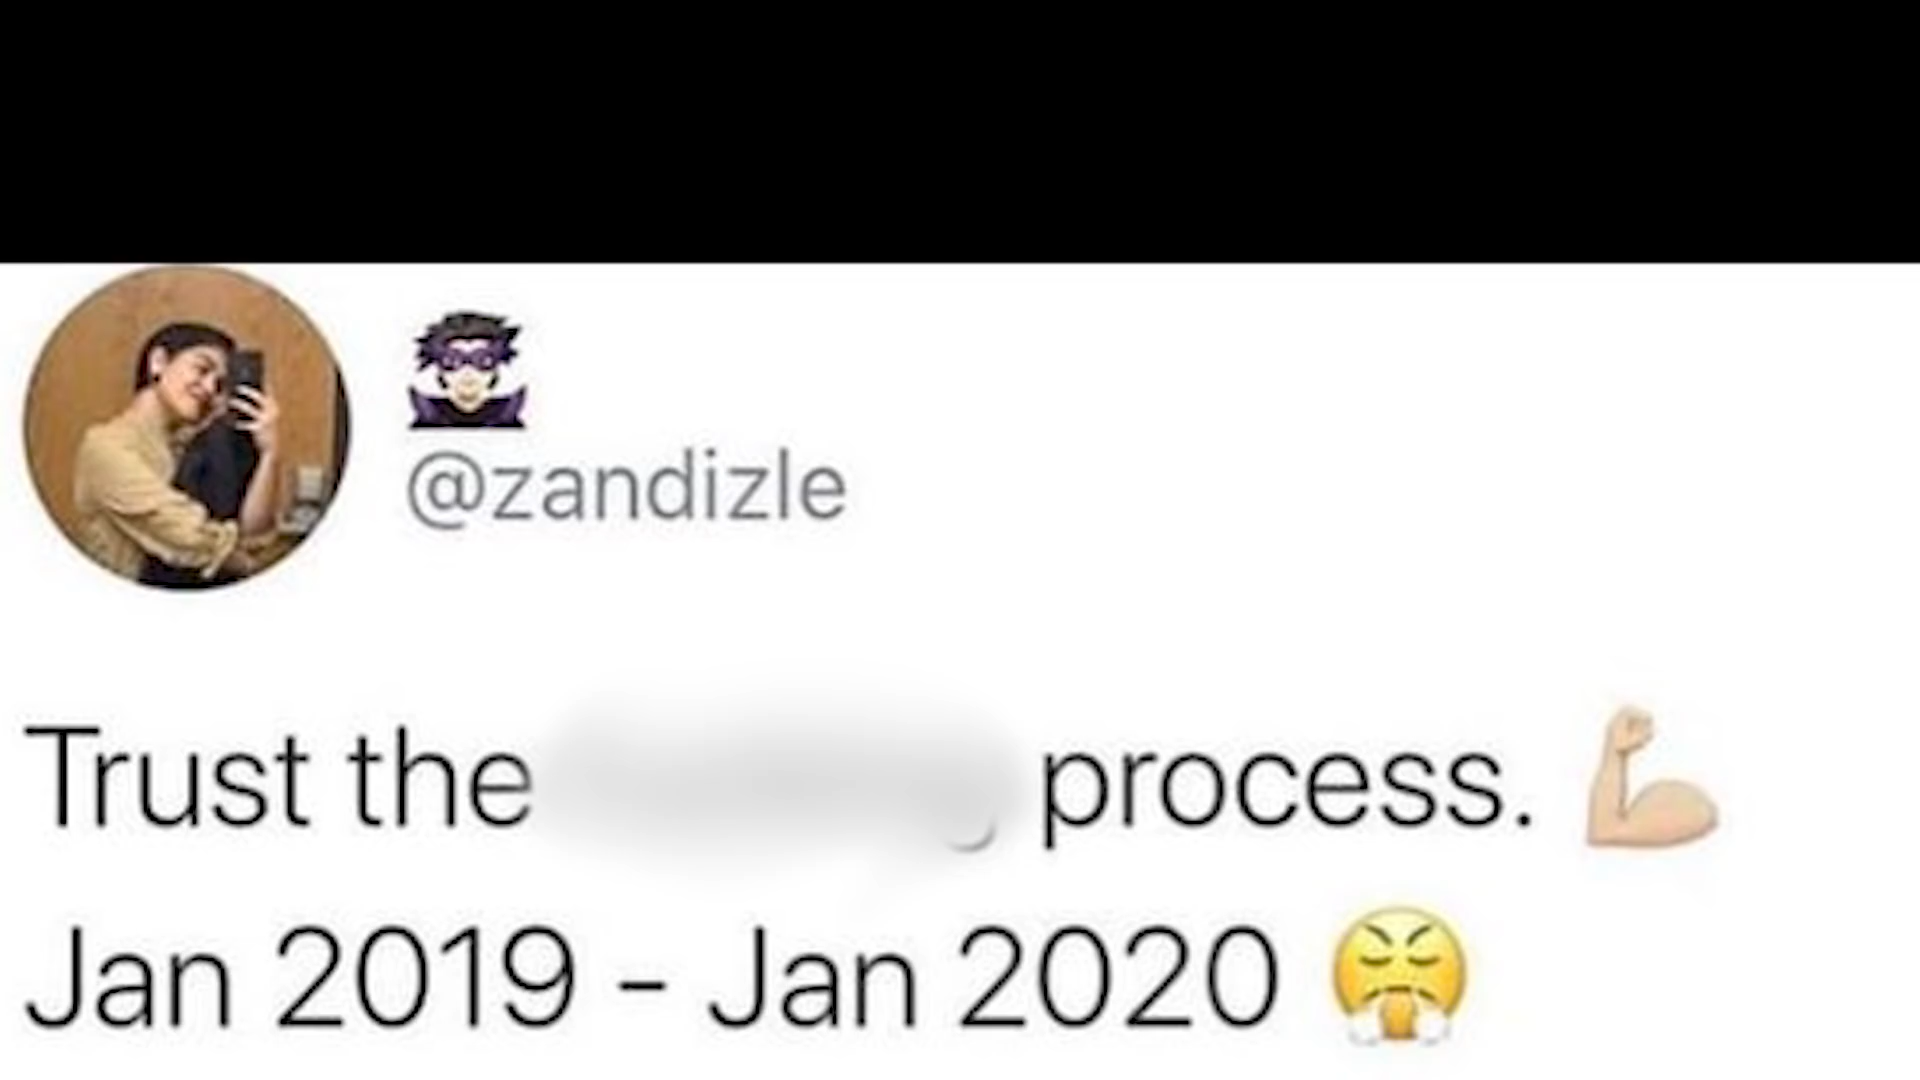 @zandizle
Trust the process. 💪🏼
Jan 2019 - Jan 2020 😤